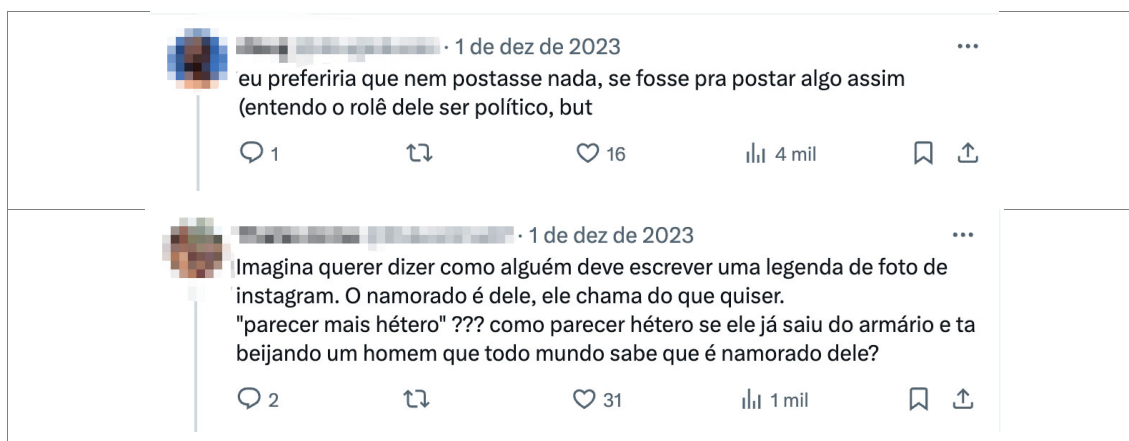 · 1 de dez de 2023
eu preferiria que nem postasse nada, se fosse pra postar algo assim
(entendo o rolê dele ser político, but
1 16 4 mil
· 1 de dez de 2023
Imagina querer dizer como alguém deve escrever uma legenda de foto de
instagram. O namorado é dele, ele chama do que quiser.
"parecer mais hétero" ??? como parecer hétero se ele já saiu do armário e ta
beijando um homem que todo mundo sabe que é namorado dele?
2 31 1 mil